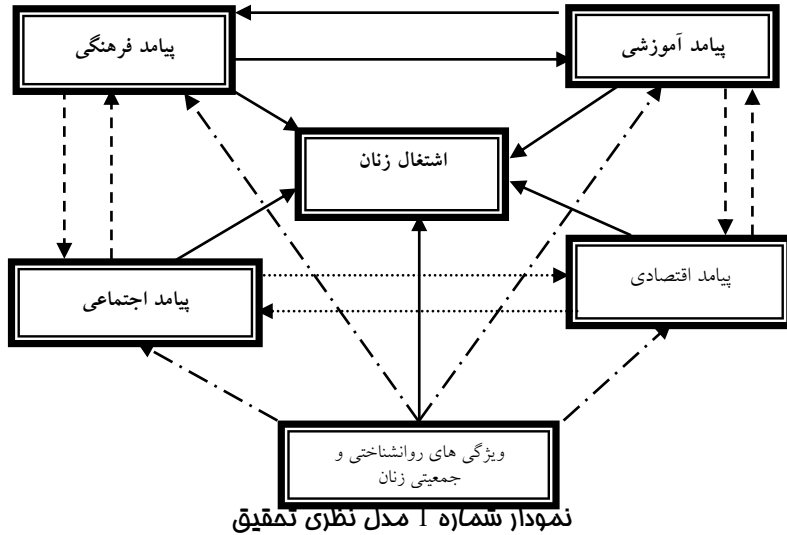 پیامد آموزشی
پیامد فرهنگی
اشتغال زنان
پیامد اقتصادی
پیامد اجتماعی
ویژگی های روانشناختی و
جمعیتی زنان
نمودار شماره 1 مدل نظری تحقیق